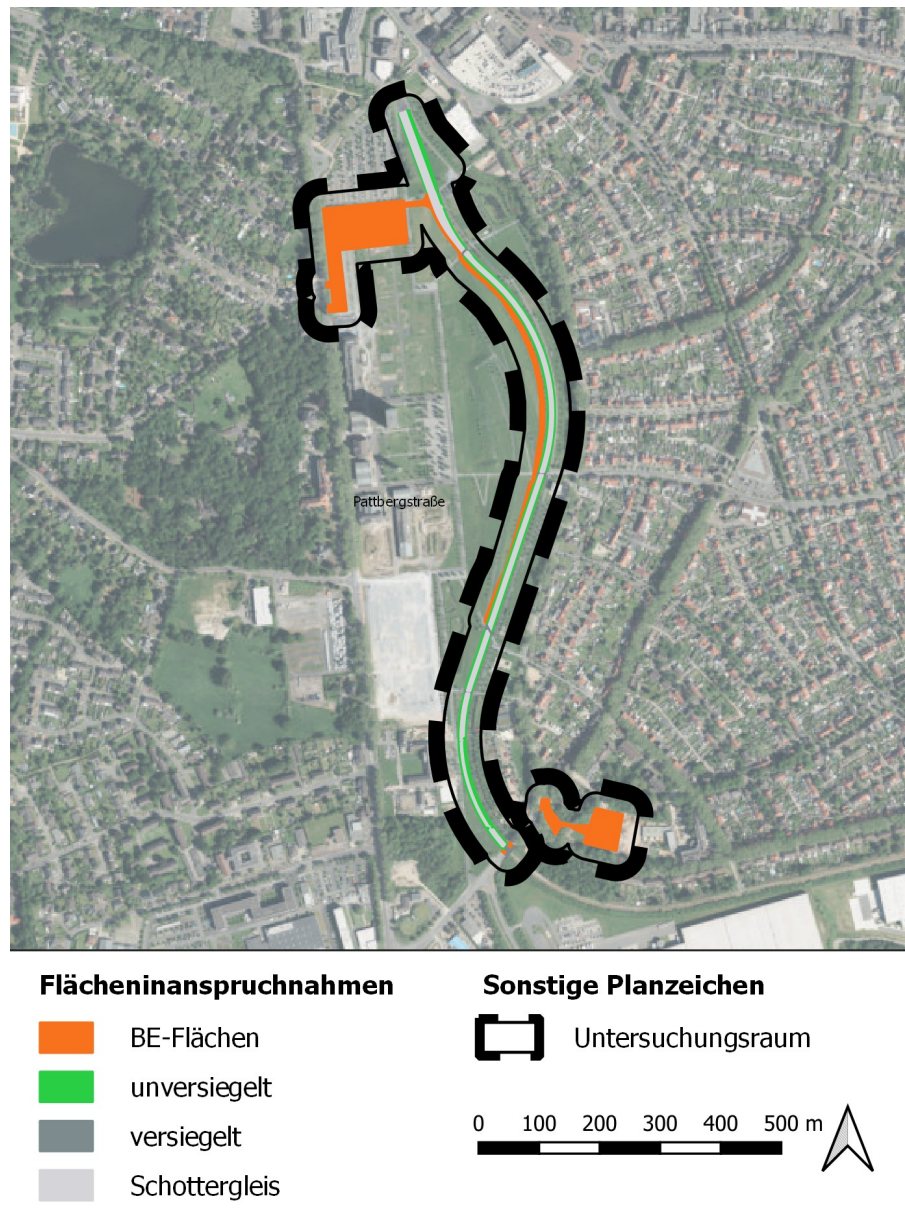 Pattbergstraße
Flächeninanspruchnahmen
BE-Flächen
unversiegelt
versiegelt
Schottergleis
Sonstige Planzeichen
Untersuchungsraum
0 100 200 300 400 500 m